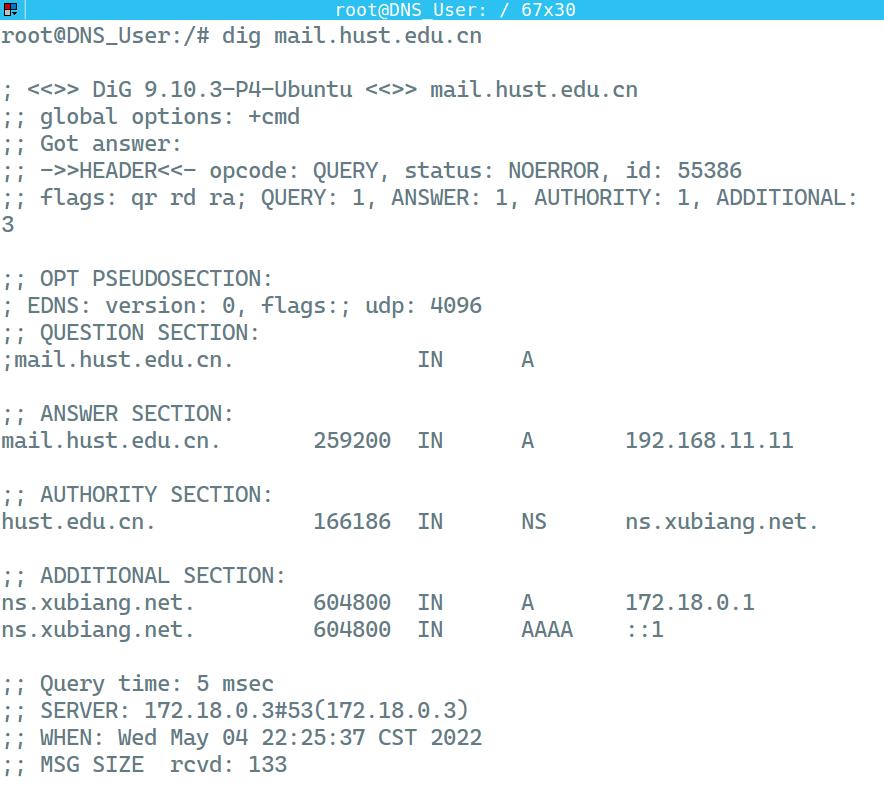 root@DNS_User: / 67x30
root@DNS_User:/# dig mail.hust.edu.cn
; <<>> DiG 9.10.3-P4-Ubuntu <<>> mail.hust.edu.cn
;; global options: +cmd
;; Got answer:
;; ->>HEADER<<- opcode: QUERY, status: NOERROR, id: 55386
;; flags: qr rd ra; QUERY: 1, ANSWER: 1, AUTHORITY: 1, ADDITIONAL:
3
;; OPT PSEUDOSECTION:
; EDNS: version: 0, flags:; udp: 4096
;; QUESTION SECTION:
;mail.hust.edu.cn. IN A
;; ANSWER SECTION:
mail.hust.edu.cn. 259200 IN A 192.168.11.11
;; AUTHORITY SECTION:
hust.edu.cn. 166186 IN NS ns.xubiang.net.
;; ADDITIONAL SECTION:
ns.xubiang.net. 604800 IN A 172.18.0.1
ns.xubiang.net. 604800 IN AAAA ::1
;; Query time: 5 msec
;; SERVER: 172.18.0.3#53(172.18.0.3)
;; WHEN: Wed May 04 22:25:37 CST 2022
;; MSG SIZE  rcvd: 133